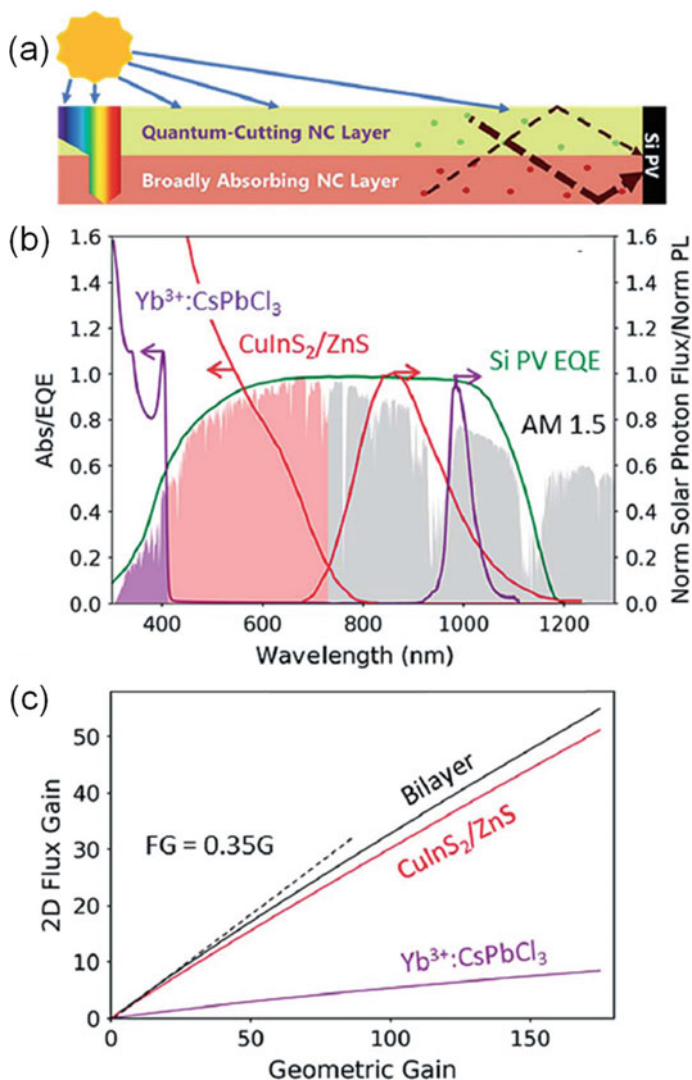 (a)
Quantum-Cutting NC Layer
Broadly Absorbing NC Layer
Si PV
(b)
1.6
1.4
1.2
1.0
0.8
0.6
0.4
0.2
0.0
Abs/EQE
Yb³⁺:CsPbCl₃
CuInS₂/ZnS
Si PV EQE
AM 1.5
1.6
1.4
1.2
1.0
0.8
0.6
0.4
0.2
0.0
Norm Solar Photon Flux/Norm PL
400 600 800 1000 1200
Wavelength (nm)
(c)
50
40
30
20
10
0
2D Flux Gain
FG = 0.35G
Bilayer
CuInS₂/ZnS
Yb³⁺:CsPbCl₃
0 50 100 150
Geometric Gain